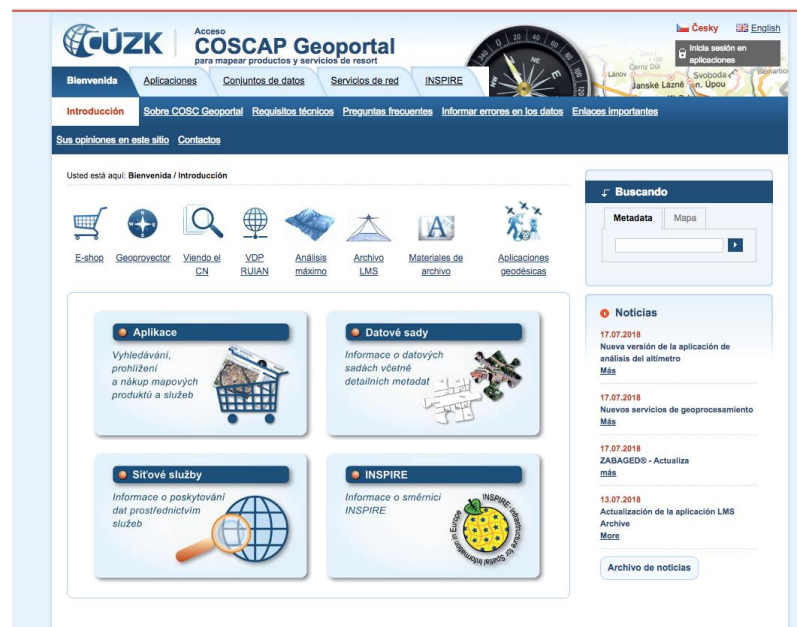 ČÚZK
Acceso
COSCAP Geoportal
para mapear productos y servicios de resort
Česky English
Inicia sesión en
aplicaciones
Bienvenida Aplicaciones Conjuntos de datos Servicios de red INSPIRE
Černý Důl
Lánov
Svoboda
Janské Lázně n. Úpou
Introducción Sobre COSC Geoportal Requisitos técnicos Preguntas frecuentes Informar errores en los datos Enlaces importantes
Sus opiniones en este sitio Contactos
Usted está aquí: Bienvenida / Introducción
E-shop
Geoproyector
Viendo el
CN
VDP
RUIAN
Análisis
máximo
Archivo
LMS
Materiales de
archivo
Aplicaciones
geodésicas
Buscando
Metadata Mapa
Aplikace
Vyhledávání,
prohlížení
a nákup mapových
produktů a služeb
Datové sady
Informace o datových
sadách včetně
detailních metadat
Síťové služby
Informace o poskytování
dat prostřednictvím
služeb
INSPIRE
Informace o směrnici
INSPIRE
INSPIRE- Infrastructure for Spatial Information in Europe
Noticias
17.07.2018
Nueva versión de la aplicación de
análisis del altímetro
Más
17.07.2018
Nuevos servicios de geoprocesamiento
Más
17.07.2018
ZABAGED® - Actualiza
más
13.07.2018
Actualización de la aplicación LMS
Archive
More
Archivo de noticias